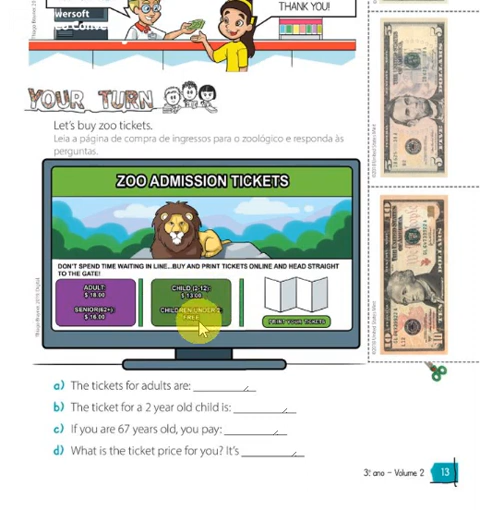 THANK YOU!
YOUR TURN
Let's buy zoo tickets.
Leia a página de compra de ingressos para o zoológico e responda às
perguntas.
ZOO ADMISSION TICKETS
DON'T SPEND TIME WAITING IN LINE...BUY AND PRINT TICKETS ONLINE AND HEAD STRAIGHT
TO THE GATE!
ADULT
$ 18.00
SENIOR(62+)
$ 16.00
CHILD (2-12)
$ 13.00
CHILDREN UNDER 2
FREE
PRINT YOUR TICKETS
a) The tickets for adults are:
b) The ticket for a 2 year old child is:
c) If you are 67 years old, you pay:
d) What is the ticket price for you? It's
3º. ano – Volume 2
13